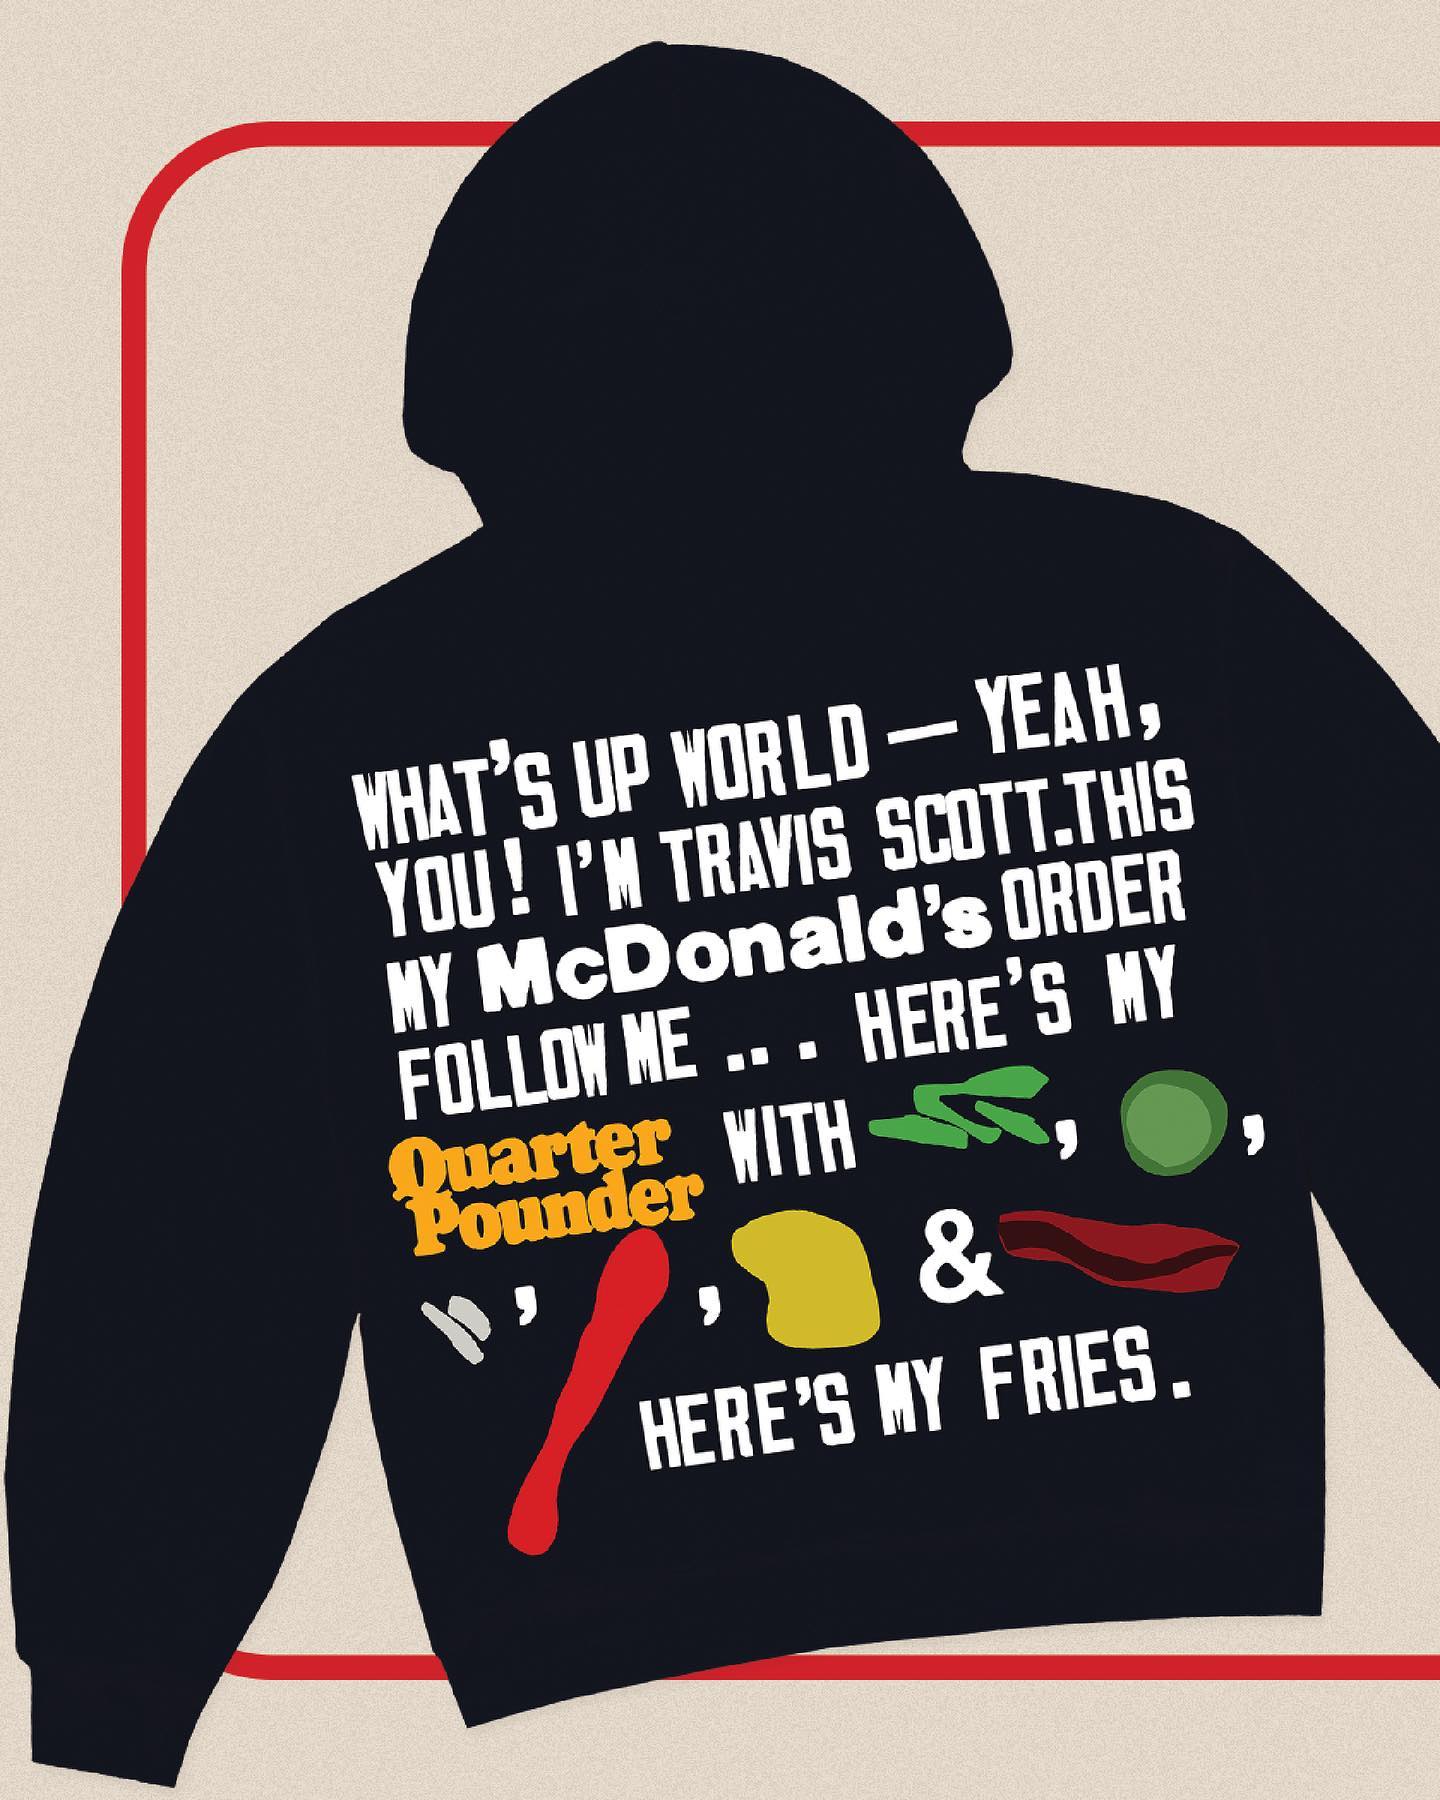 WHAT'S UP WORLD — YEAH,
YOU! I'M TRAVIS SCOTT.THIS
MY McDonald's ORDER
FOLLOW ME ... HERE'S MY
Quarter
Pounder WITH , ,
, , &
HERE'S MY FRIES.